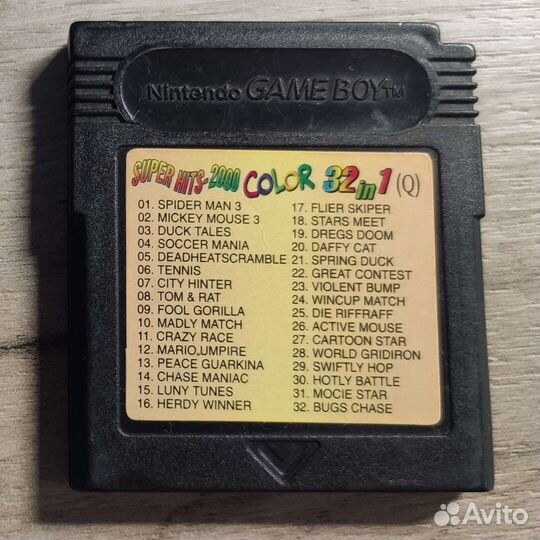 Nintendo GAME BOY TM
SUPER HITS-2000 COLOR 32 in 1 (Q)
01. SPIDER MAN 3
02. MICKEY MOUSE 3
03. DUCK TALES
04. SOCCER MANIA
05. DEADHEATSCRAMBLE
06. TENNIS
07. CITY HINTER
08. TOM & RAT
09. FOOL GORILLA
10. MADLY MATCH
11. CRAZY RACE
12. MARIO,UMPIRE
13. PEACE GUARKINA
14. CHASE MANIAC
15. LUNY TUNES
16. HERDY WINNER
17. FLIER SKIPER
18. STARS MEET
19. DREGS DOOM
20. DAFFY CAT
21. SPRING DUCK
22. GREAT CONTEST
23. VIOLENT BUMP
24. WINCUP MATCH
25. DIE RIFFRAFF
26. ACTIVE MOUSE
27. CARTOON STAR
28. WORLD GRIDIRON
29. SWIFTLY HOP
30. HOTLY BATTLE
31. MOCIE STAR
32. BUGS CHASE
Avito